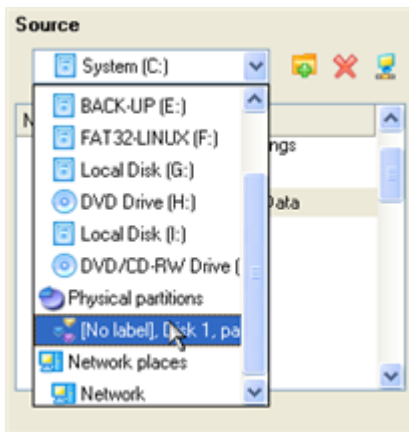 Source
System (C:)
N
BACK-UP (E:)
FAT32-LINUX (F:)
ngs
Local Disk (G:)
DVD Drive (H:)
Data
Local Disk (I:)
DVD/CD-RW Drive (
Physical partitions
[No label], Disk 1, pa
Network places
Network